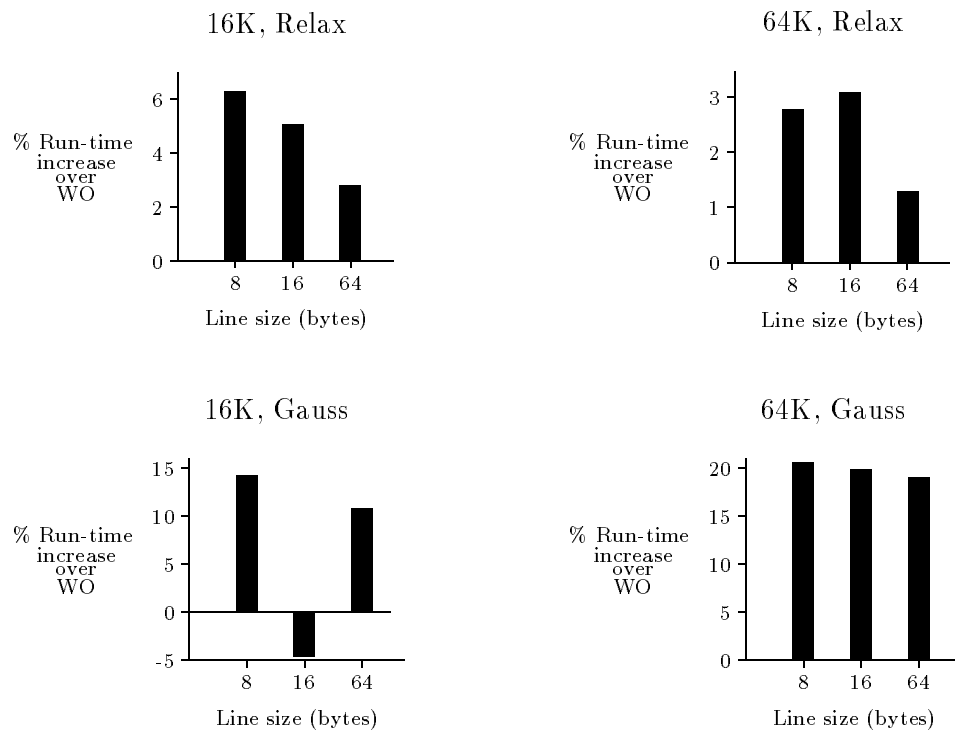 16K, Relax
% Run-time
increase
over
WO
6
4
2
0
8 16 64
Line size (bytes)
64K, Relax
% Run-time
increase
over
WO
3
2
1
0
8 16 64
Line size (bytes)
16K, Gauss
% Run-time
increase
over
WO
15
10
5
0
-5
8 16 64
Line size (bytes)
64K, Gauss
% Run-time
increase
over
WO
20
15
10
5
0
8 16 64
Line size (bytes)